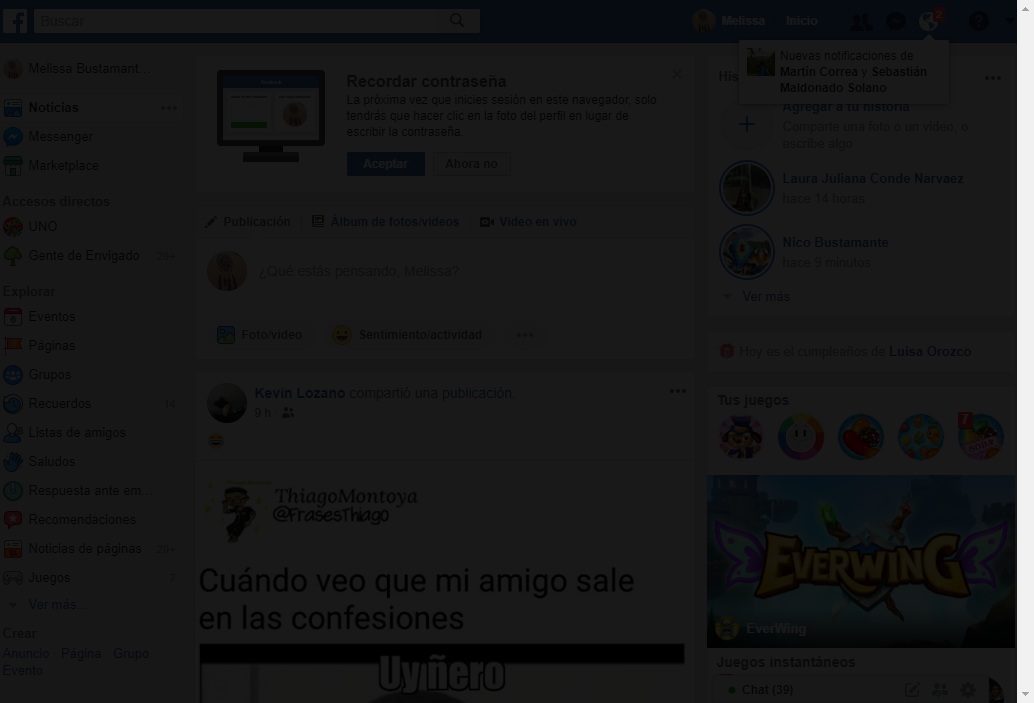 Buscar
Melissa
Inicio
2
Nuevas notificaciones de
Martín Correa y Sebastián
Maldonado Solano
Melissa Bustamant...
Noticias
Messenger
Marketplace
Accesos directos
UNO
Gente de Envigado 20+
Explorar
Eventos
Páginas
Grupos
Recuerdos 14
Listas de amigos
Saludos
Respuesta ante em...
Recomendaciones
Noticias de páginas 20+
Juegos 7
Ver más...
Crear
Anuncio Página Grupo
Evento
Recordar contraseña
La próxima vez que inicies sesión en este navegador, solo
tendrás que hacer clic en la foto del perfil en lugar de
escribir la contraseña.
Aceptar
Ahora no
Publicación
Álbum de fotos/videos
Video en vivo
¿Qué estás pensando, Melissa?
Foto/video
Sentimiento/actividad
Kevin Lozano compartió una publicación
9 h
ThiagoMontoya
@FrasesThiago
Cuándo veo que mi amigo sale
en las confesiones
Uy ñero
His
Agregar a tu historia
Comparte una foto o un video, o
escribe algo
Laura Juliana Conde Narvaez
hace 14 horas
Nico Bustamante
hace 9 minutos
Ver más
Hoy es el cumpleaños de Luisa Orozco
Tus juegos
7
EVERWING
EverWing
Juegos instantáneos
Chat (39)